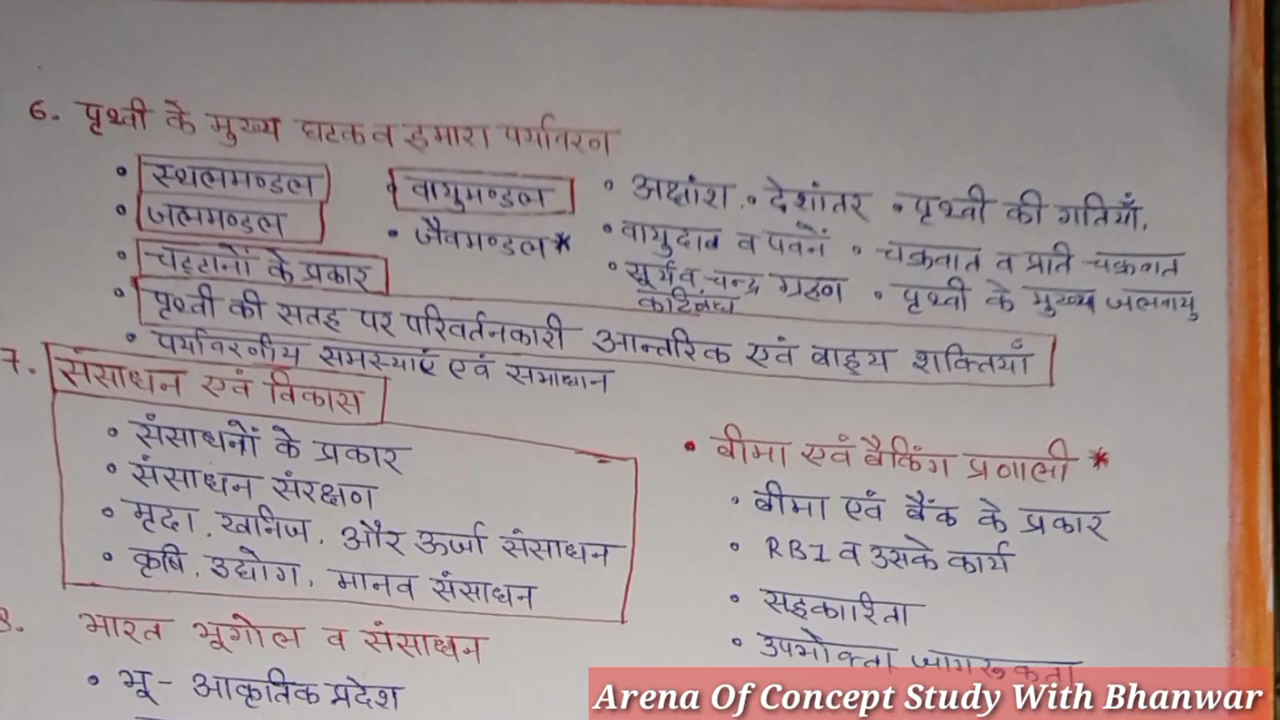 6. पृथ्वी के मुख्य घटक व हमारा पर्यावरण
• स्थलमण्डल
• वायुमण्डल
• अक्षांश • देशांतर • पृथ्वी की गतियाँ.
• जलमण्डल
• जैवमण्डल *
• वायुदाब व पवनें • चक्रवात व प्रति चक्रवात
• चट्टानों के प्रकार
• सूर्य व चन्द्र ग्रहण • पृथ्वी के मुख्य जलवायु
कटिबंध
• पृथ्वी की सतह पर परिवर्तनकारी आन्तरिक एवं बाह्य शक्तियाँ
• पर्यावरणीय समस्याएं एवं समाधान
7. संसाधन एवं विकास
• संसाधनों के प्रकार
• संसाधन संरक्षण
• मृदा, खनिज, और ऊर्जा संसाधन
• कृषि, उद्योग, मानव संसाधन
• बीमा एवं बैकिंग प्रणाली *
• बीमा एवं बैंक के प्रकार
• RBI व उसके कार्य
• सहकारिता
• उपभोक्ता जागरूकता
8. भारत भूगोल व संसाधन
• भू - आकृतिक प्रदेश
Arena Of Concept Study With Bhanwar